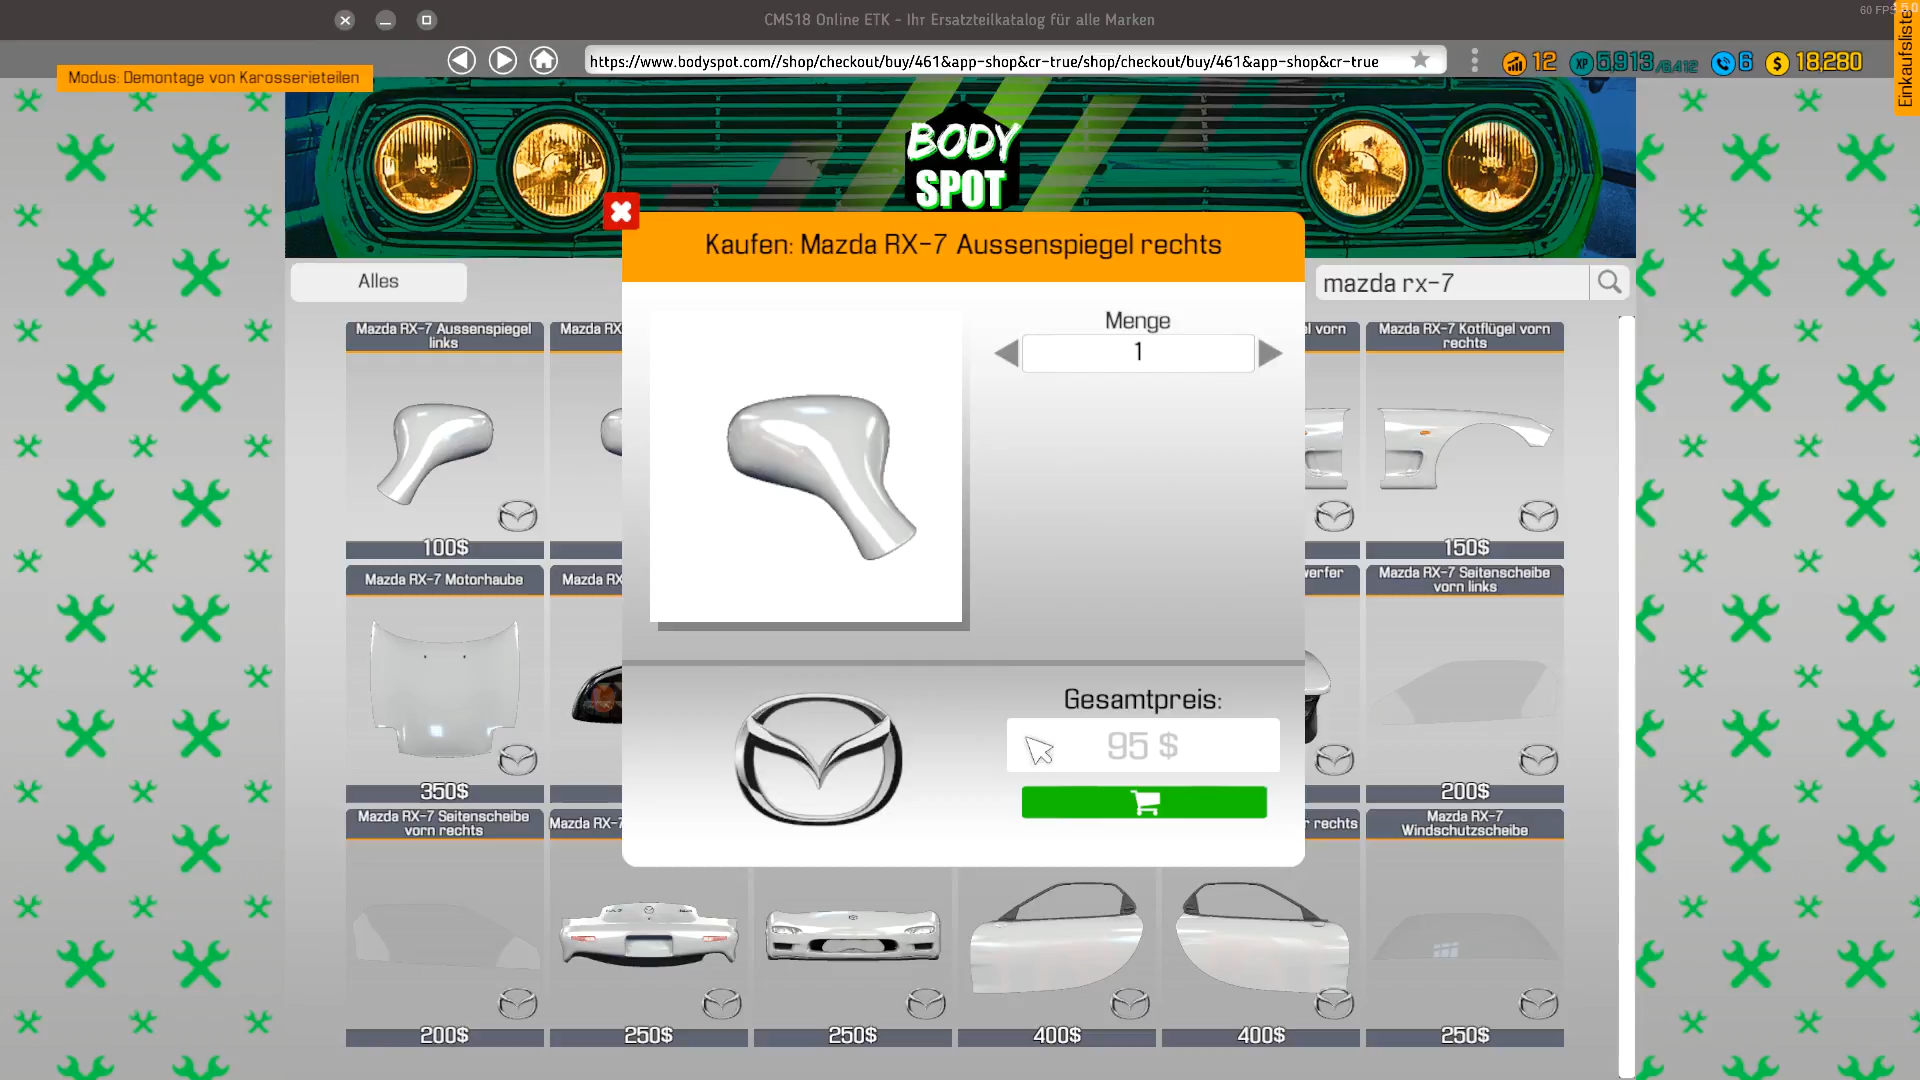 CMS18 Online ETK - Ihr Ersatzteilkatalog für alle Marken
60 FPS
Einkaufsliste
https://www.bodyspot.com//shop/checkout/buy/461&app-shop&cr-true/shop/checkout/buy/461&app-shop&cr-true
12
XP 5,913/6,412
6
$ 18,280
Modus: Demontage von Karosserieteilen
BODY
SPOT
Kaufen: Mazda RX-7 Aussenspiegel rechts
Alles
mazda rx-7
Menge
1
Mazda RX-7 Aussenspiegel
links
100$
Mazda RX
l vorn
Mazda RX-7 Kotflügel vorn
rechts
150$
Mazda RX-7 Motorhaube
350$
Mazda RX
werfer
Mazda RX-7 Seitenscheibe
vorn links
200$
Gesamtpreis:
95 $
Mazda RX-7 Seitenscheibe
vorn rechts
200$
Mazda RX-7
250$
250$
400$
r rechts
400$
Mazda RX-7
Windschutzscheibe
250$